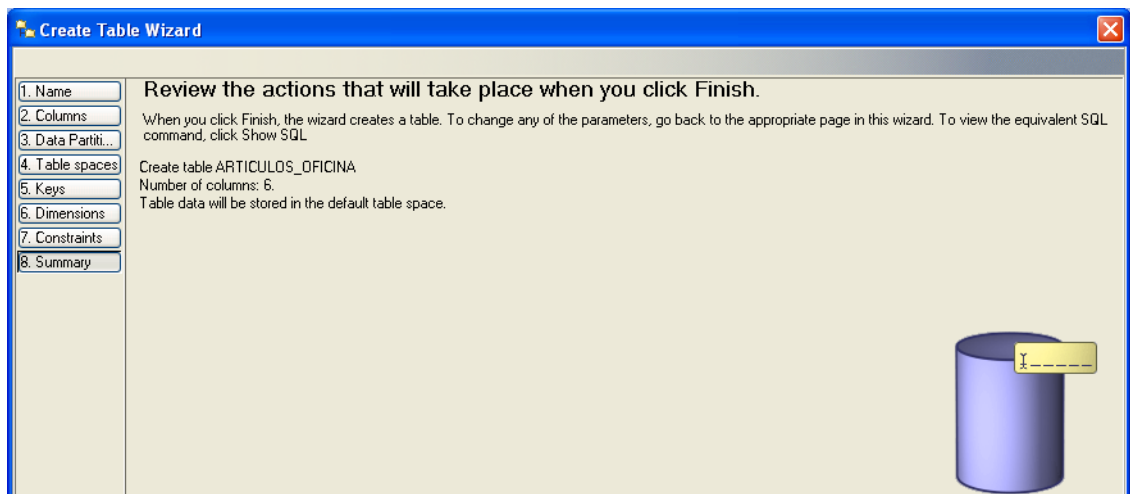 Create Table Wizard
1. Name
2. Columns
3. Data Partiti...
4. Table spaces
5. Keys
6. Dimensions
7. Constraints
8. Summary
Review the actions that will take place when you click Finish.
When you click Finish, the wizard creates a table. To change any of the parameters, go back to the appropriate page in this wizard. To view the equivalent SQL
command, click Show SQL
Create table ARTICULOS_OFICINA
Number of columns: 6.
Table data will be stored in the default table space.